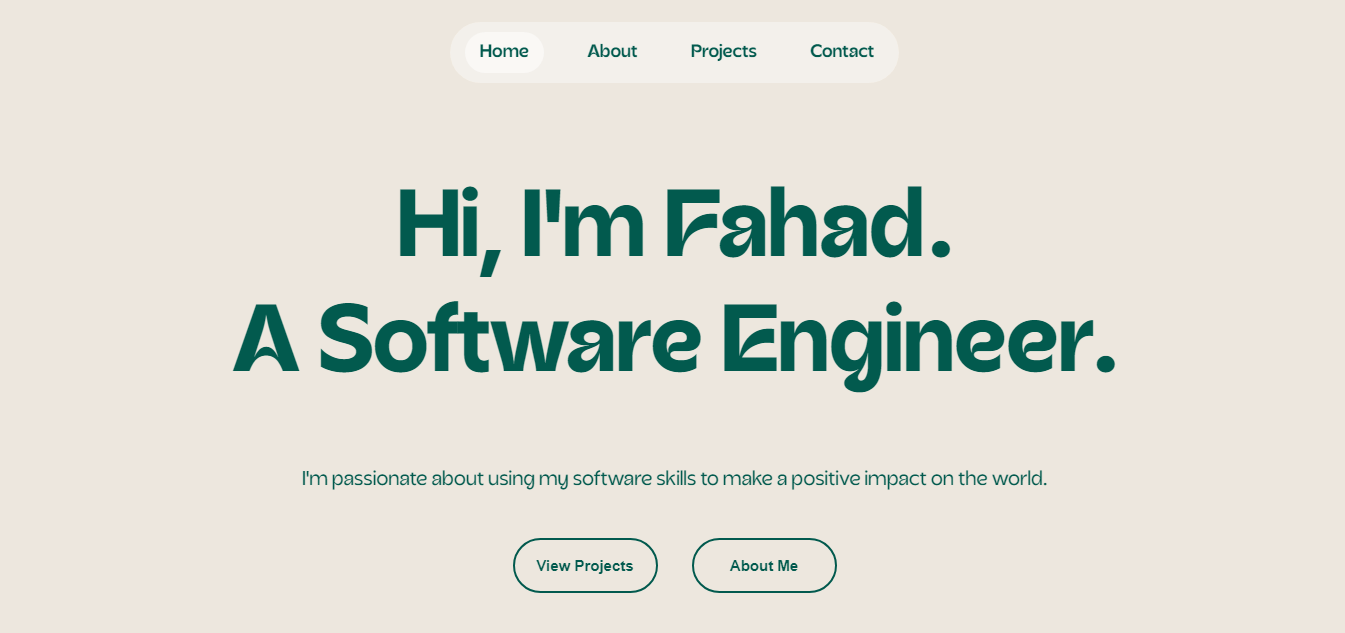 Home About Projects Contact
Hi, I'm Fahad.
A Software Engineer.
I'm passionate about using my software skills to make a positive impact on the world.
View Projects About Me